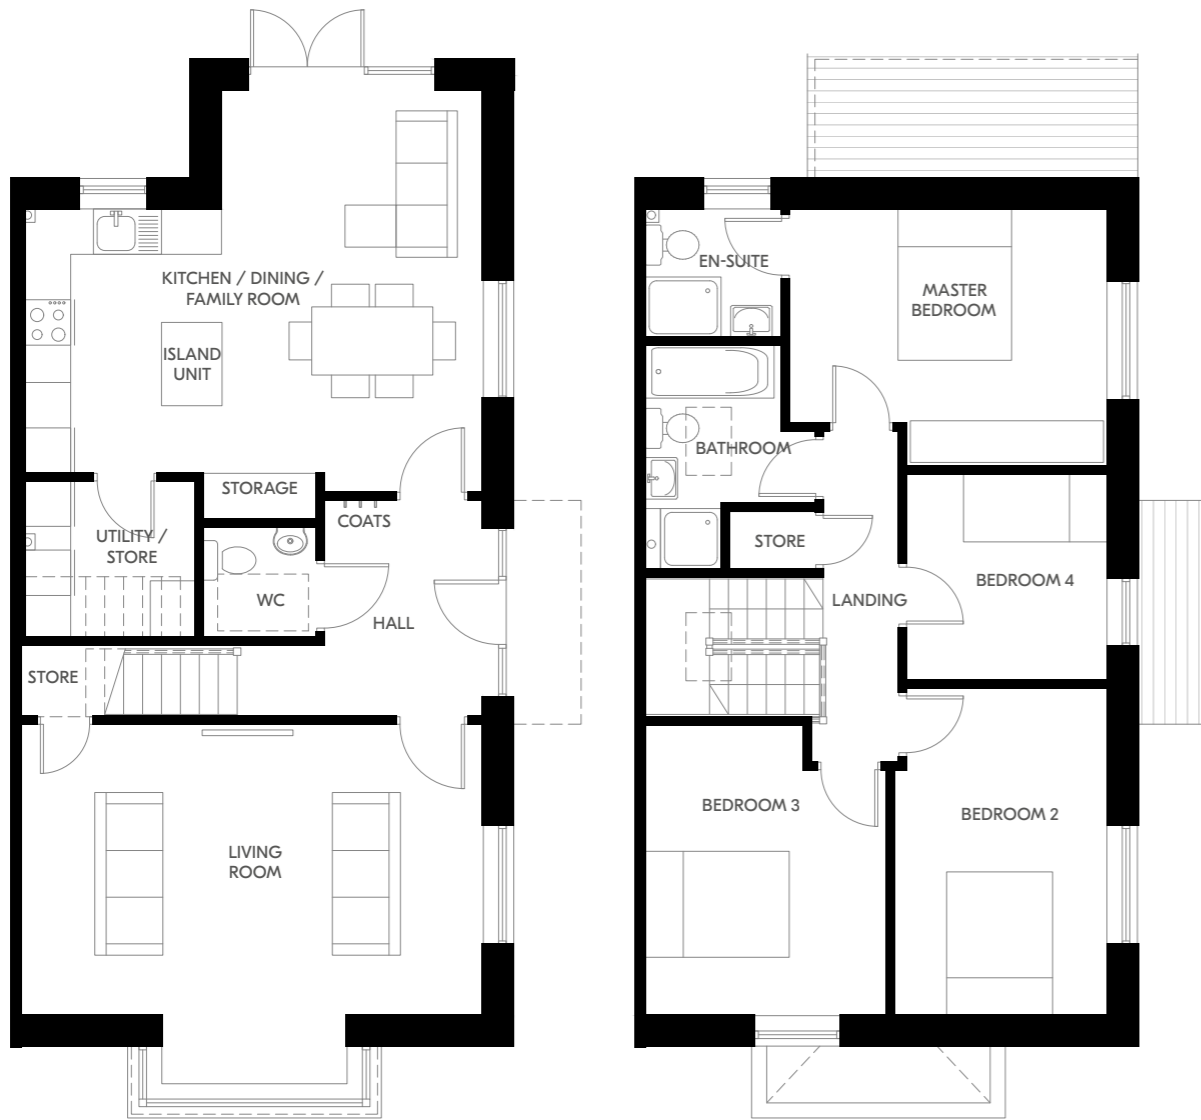 KITCHEN / DINING /
FAMILY ROOM
ISLAND
UNIT
STORAGE
COATS
UTILITY /
STORE
WC
HALL
STORE
LIVING
ROOM
EN-SUITE
MASTER
BEDROOM
BATHROOM
STORE
BEDROOM 4
LANDING
BEDROOM 3
BEDROOM 2